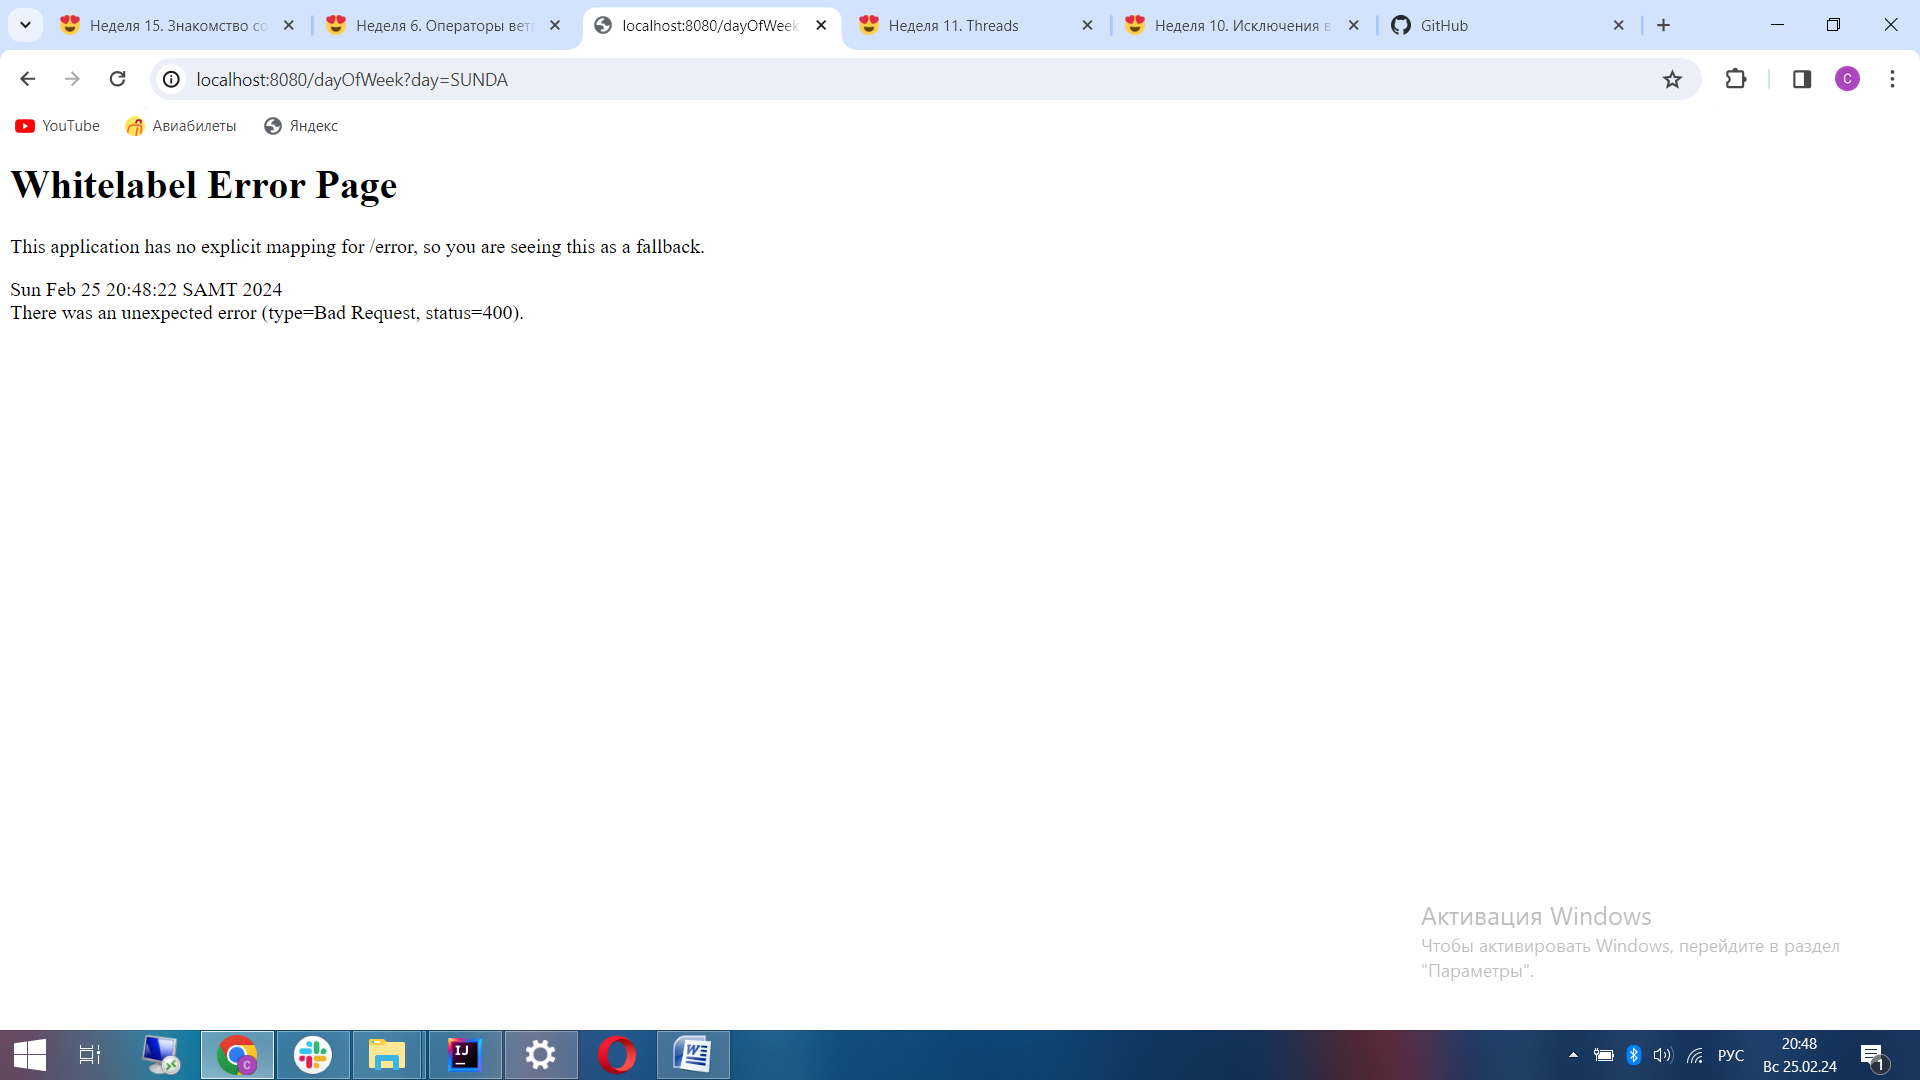 Неделя 15. Знакомство со
Неделя 6. Операторы ветв
localhost:8080/dayOfWeek
Неделя 11. Threads
Неделя 10. Исключения в
GitHub
localhost:8080/dayOfWeek?day=SUNDA
C
YouTube
Авиабилеты
Яндекс
Whitelabel Error Page
This application has no explicit mapping for /error, so you are seeing this as a fallback.
Sun Feb 25 20:48:22 SAMT 2024
There was an unexpected error (type=Bad Request, status=400).
Активация Windows
Чтобы активировать Windows, перейдите в раздел
"Параметры".
C
IJ
W
РУС
20:48
Вс 25.02.24
1